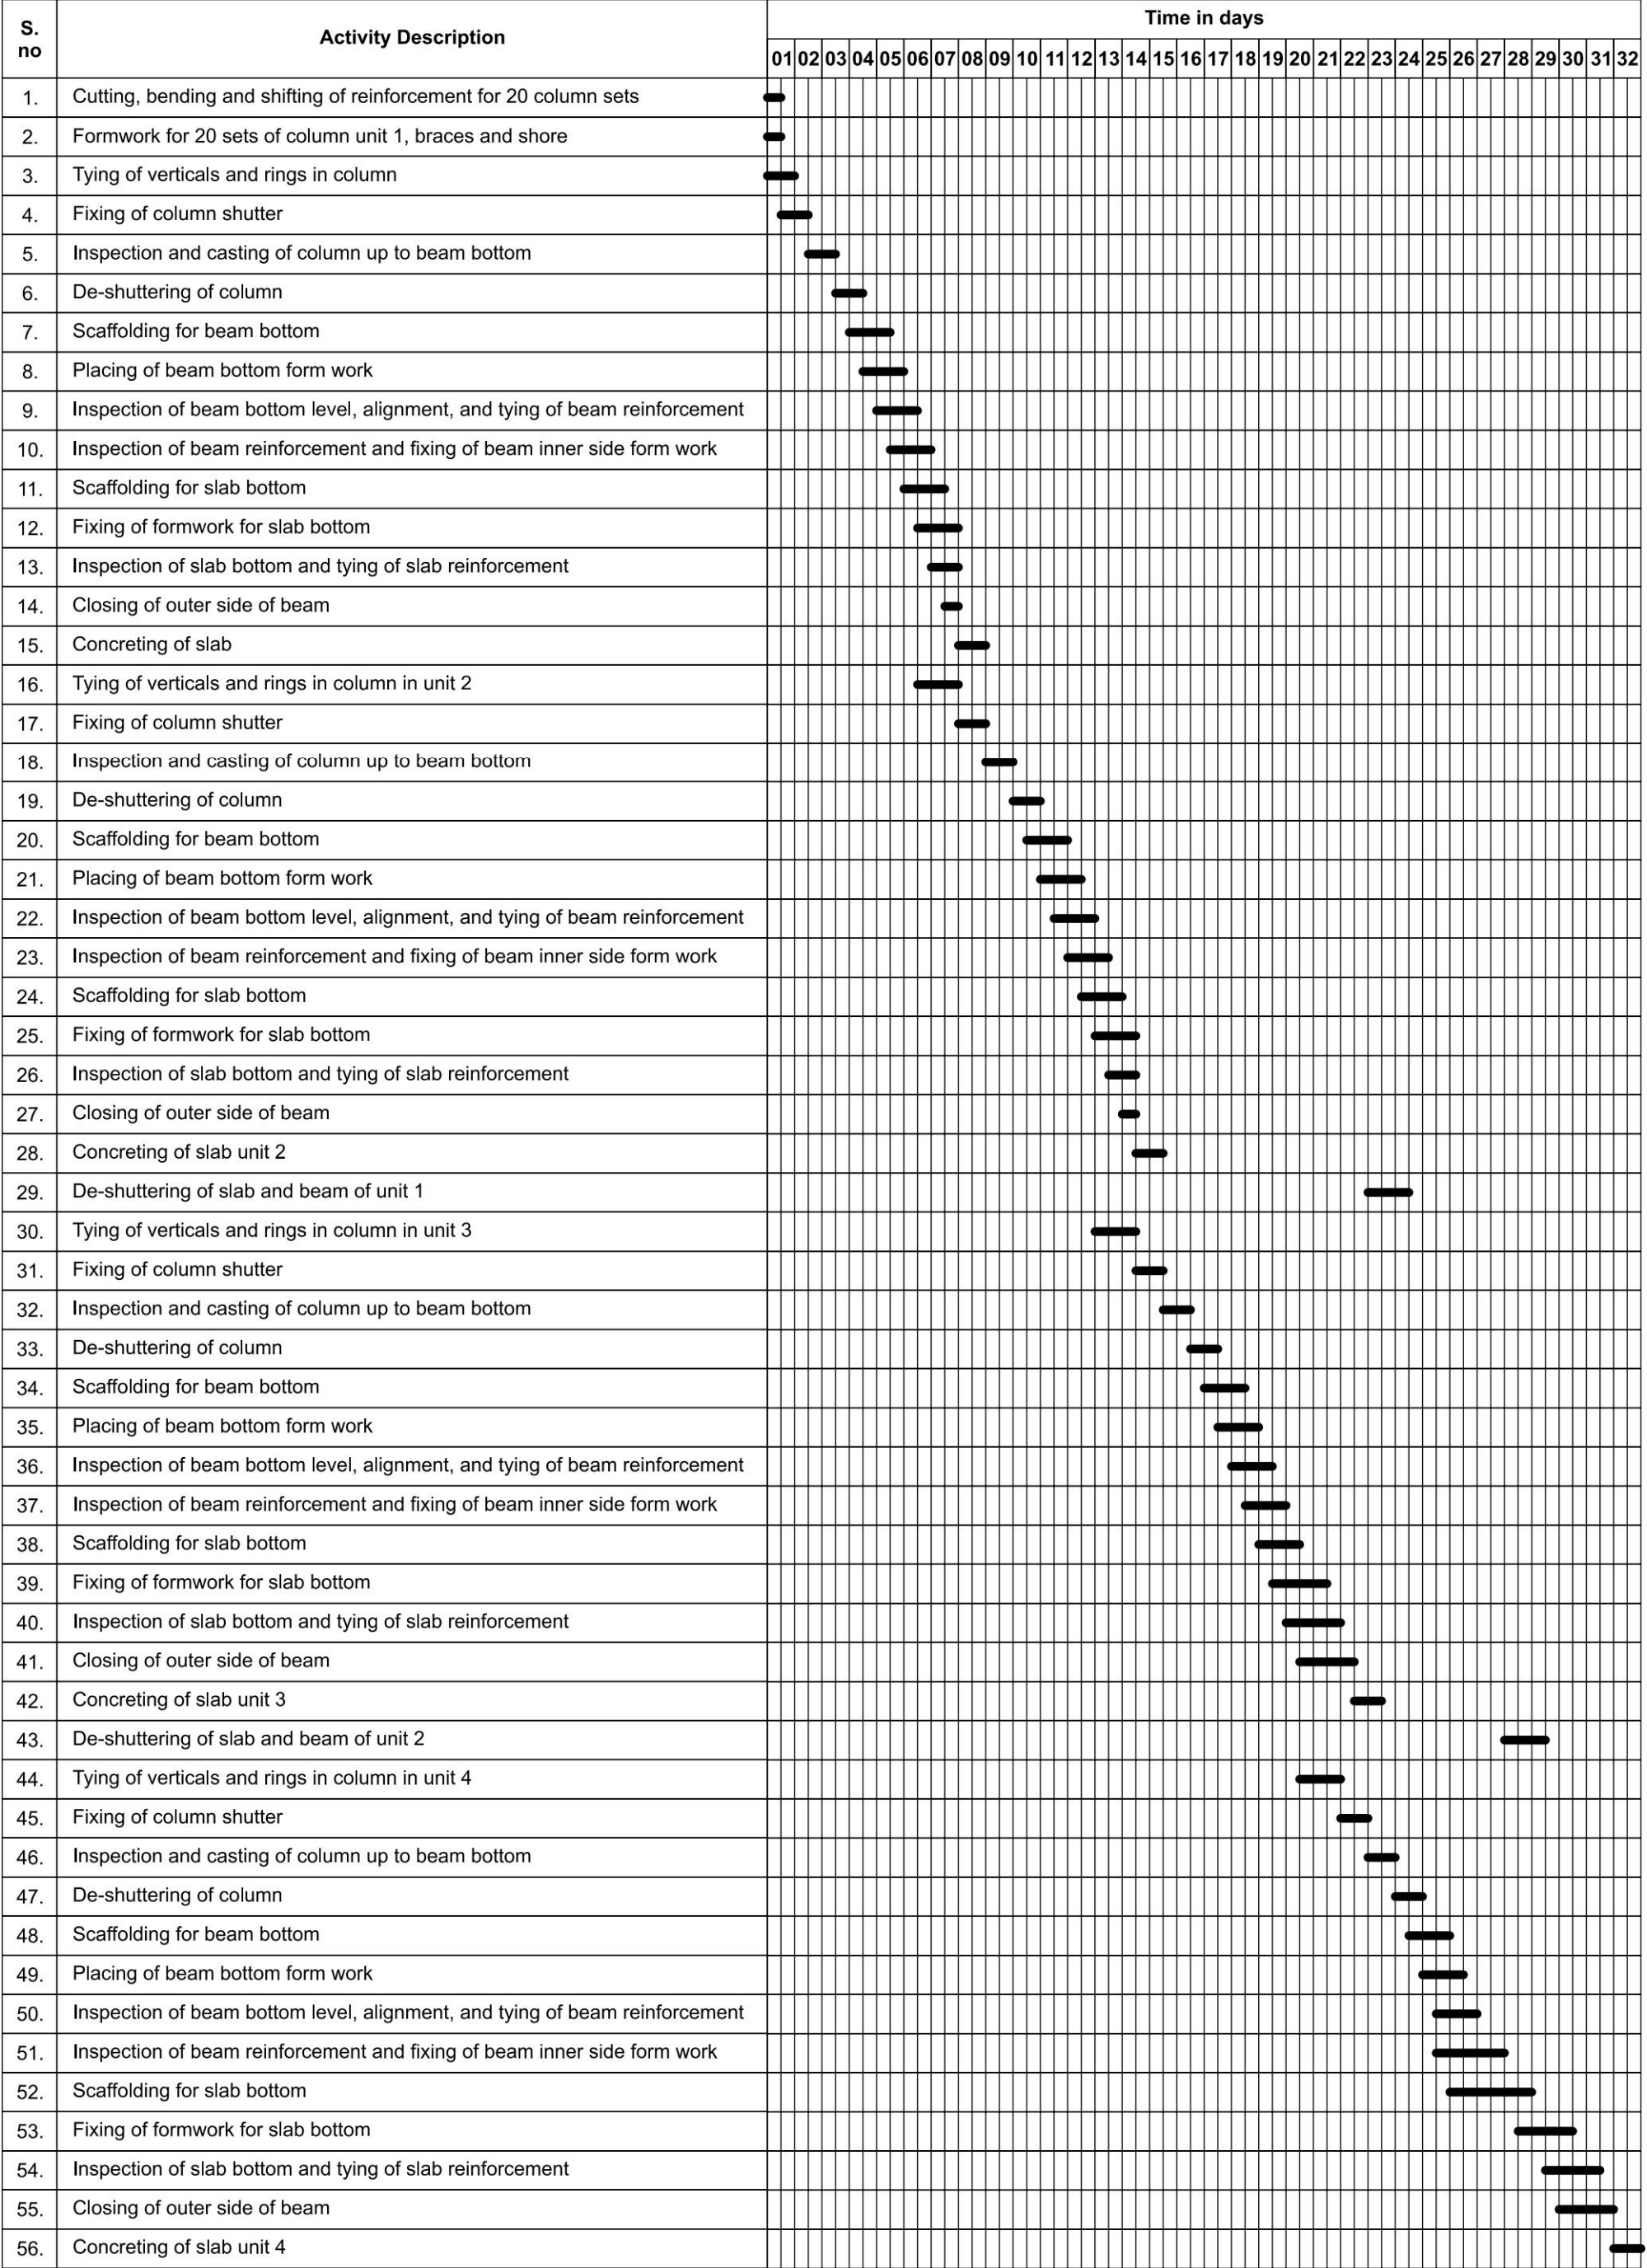 S. no
Activity Description
Time in days
01 02 03 04 05 06 07 08 09 10 11 12 13 14 15 16 17 18 19 20 21 22 23 24 25 26 27 28 29 30 31 32
1. Cutting, bending and shifting of reinforcement for 20 column sets
2. Formwork for 20 sets of column unit 1, braces and shore
3. Tying of verticals and rings in column
4. Fixing of column shutter
5. Inspection and casting of column up to beam bottom
6. De-shuttering of column
7. Scaffolding for beam bottom
8. Placing of beam bottom form work
9. Inspection of beam bottom level, alignment, and tying of beam reinforcement
10. Inspection of beam reinforcement and fixing of beam inner side form work
11. Scaffolding for slab bottom
12. Fixing of formwork for slab bottom
13. Inspection of slab bottom and tying of slab reinforcement
14. Closing of outer side of beam
15. Concreting of slab
16. Tying of verticals and rings in column in unit 2
17. Fixing of column shutter
18. Inspection and casting of column up to beam bottom
19. De-shuttering of column
20. Scaffolding for beam bottom
21. Placing of beam bottom form work
22. Inspection of beam bottom level, alignment, and tying of beam reinforcement
23. Inspection of beam reinforcement and fixing of beam inner side form work
24. Scaffolding for slab bottom
25. Fixing of formwork for slab bottom
26. Inspection of slab bottom and tying of slab reinforcement
27. Closing of outer side of beam
28. Concreting of slab unit 2
29. De-shuttering of slab and beam of unit 1
30. Tying of verticals and rings in column in unit 3
31. Fixing of column shutter
32. Inspection and casting of column up to beam bottom
33. De-shuttering of column
34. Scaffolding for beam bottom
35. Placing of beam bottom form work
36. Inspection of beam bottom level, alignment, and tying of beam reinforcement
37. Inspection of beam reinforcement and fixing of beam inner side form work
38. Scaffolding for slab bottom
39. Fixing of formwork for slab bottom
40. Inspection of slab bottom and tying of slab reinforcement
41. Closing of outer side of beam
42. Concreting of slab unit 3
43. De-shuttering of slab and beam of unit 2
44. Tying of verticals and rings in column in unit 4
45. Fixing of column shutter
46. Inspection and casting of column up to beam bottom
47. De-shuttering of column
48. Scaffolding for beam bottom
49. Placing of beam bottom form work
50. Inspection of beam bottom level, alignment, and tying of beam reinforcement
51. Inspection of beam reinforcement and fixing of beam inner side form work
52. Scaffolding for slab bottom
53. Fixing of formwork for slab bottom
54. Inspection of slab bottom and tying of slab reinforcement
55. Closing of outer side of beam
56. Concreting of slab unit 4